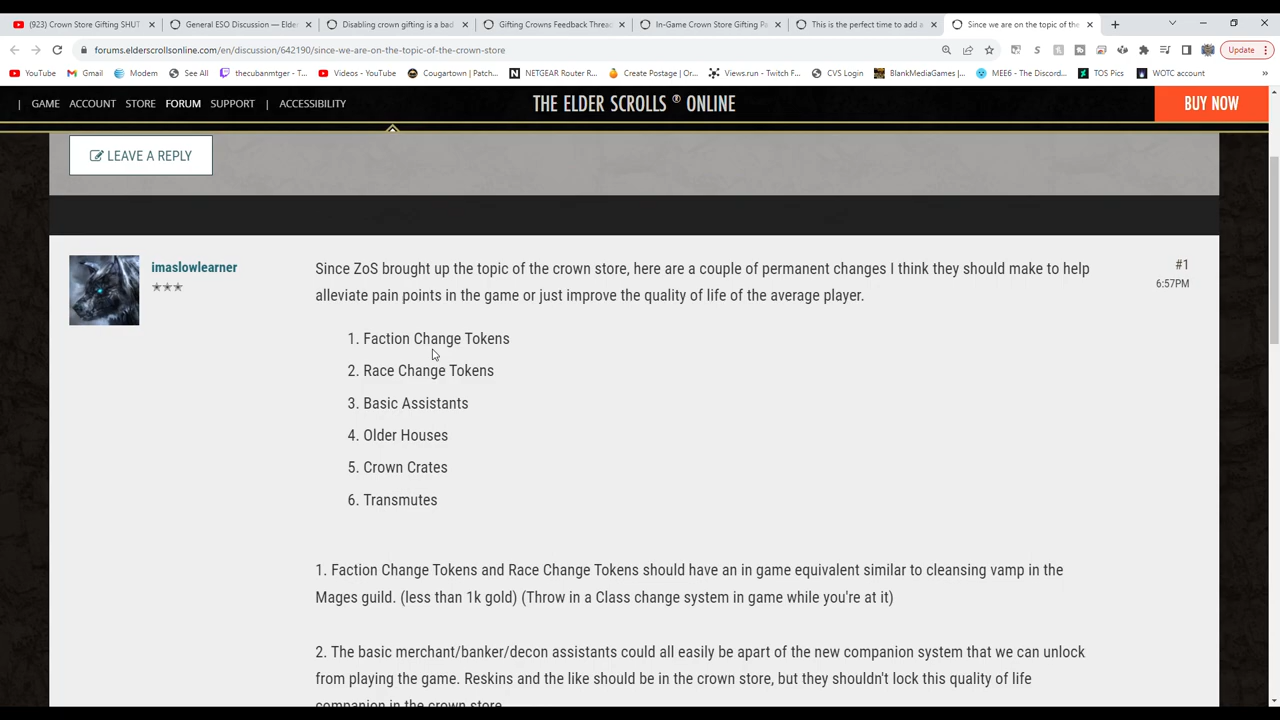 (923) Crown Store Gifting SHUT
General ESO Discussion — Elde
Disabling crown gifting is a bad
Gifting Crowns Feedback Threa
In-Game Crown Store Gifting Pa
This is the perfect time to add a
Since we are on the topic of the
forums.elderscrollsonline.com/en/discussion/642190/since-we-are-on-the-topic-of-the-crown-store
Update
YouTube
Gmail
Modem
See All
thecubanmtger - T...
Videos - YouTube
Cougartown | Patch...
NETGEAR Router R...
Create Postage | Or...
Views.run - Twitch F...
CVS Login
BlankMediaGames |...
MEE6 - The Discord...
TOS Pics
WOTC account
»
| GAME ACCOUNT STORE FORUM SUPPORT | ACCESSIBILITY
THE ELDER SCROLLS ® ONLINE
BUY NOW
LEAVE A REPLY
imaslowlearner
#1
6:57PM
Since ZoS brought up the topic of the crown store, here are a couple of permanent changes I think they should make to help
alleviate pain points in the game or just improve the quality of life of the average player.
1. Faction Change Tokens
2. Race Change Tokens
3. Basic Assistants
4. Older Houses
5. Crown Crates
6. Transmutes
1. Faction Change Tokens and Race Change Tokens should have an in game equivalent similar to cleansing vamp in the
Mages guild. (less than 1k gold) (Throw in a Class change system in game while you're at it)
2. The basic merchant/banker/decon assistants could all easily be apart of the new companion system that we can unlock
from playing the game. Reskins and the like should be in the crown store, but they shouldn't lock this quality of life
companion in the crown store.